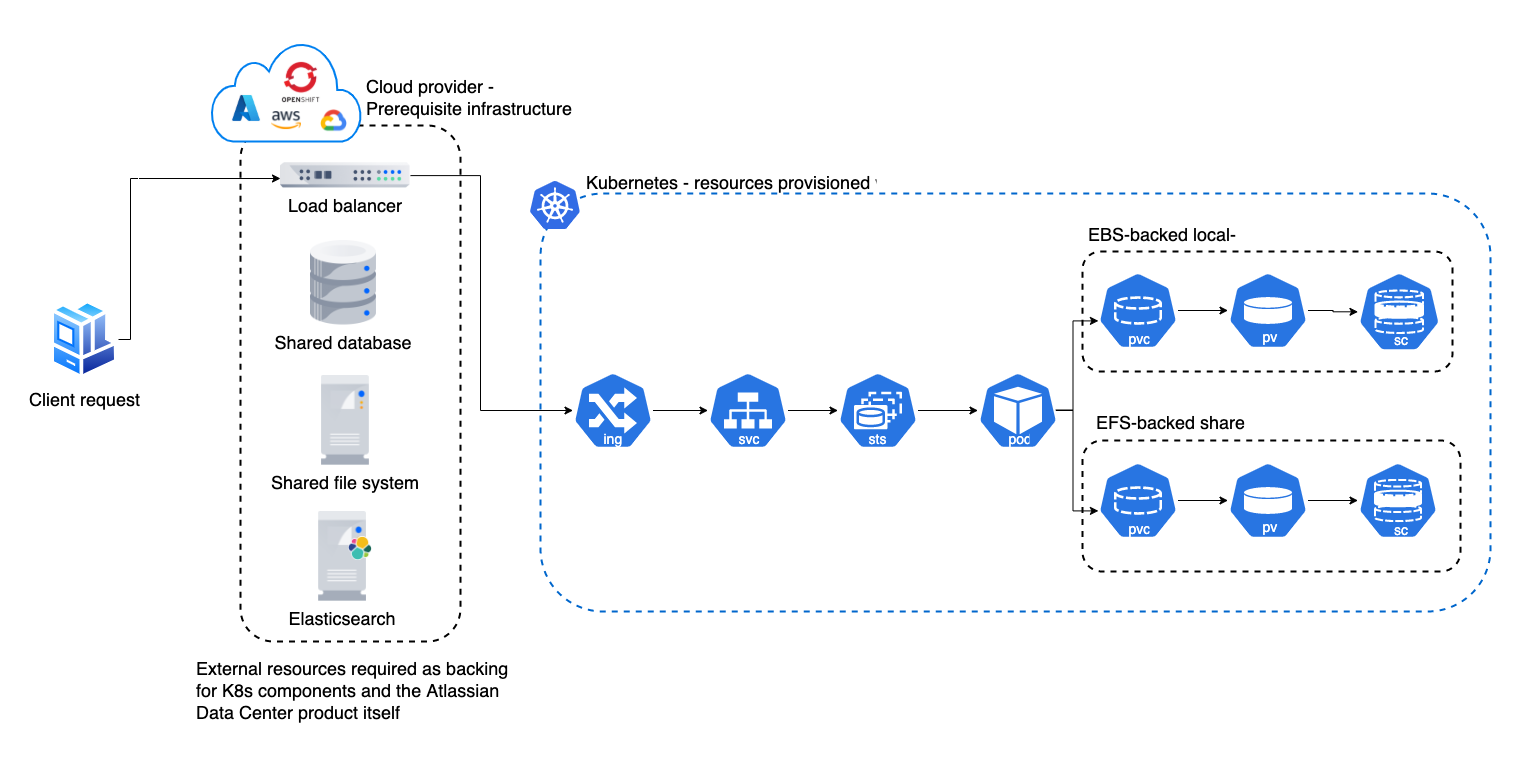 OPENSHIFT
aws
Cloud provider -
Prerequisite infrastructure
Load balancer
Shared database
Shared file system
Elasticsearch
External resources required as backing
for K8s components and the Atlassian
Data Center product itself
Client request
Kubernetes - resources provisioned
ing
svc
sts
pod
EBS-backed local-
pvc
pv
sc
EFS-backed share
pvc
pv
sc